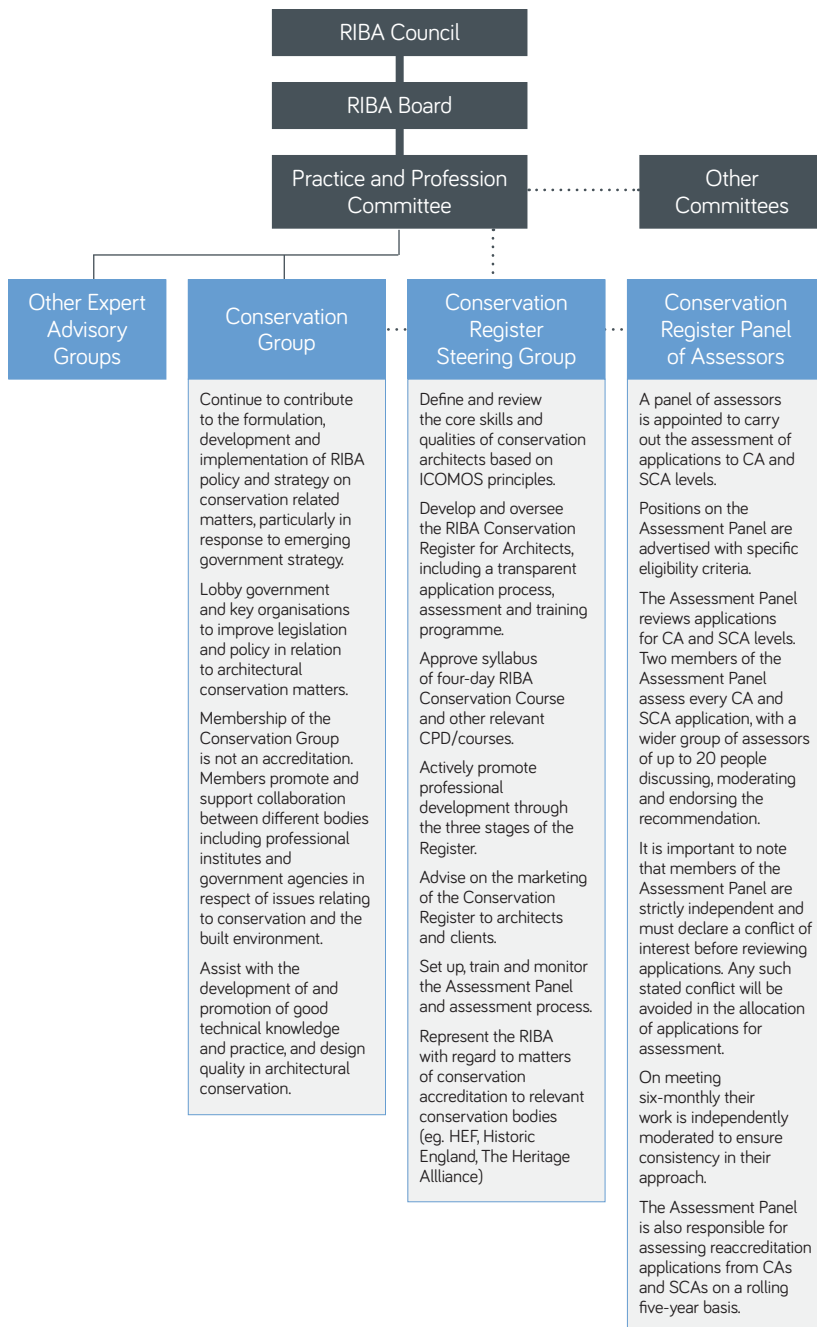 RIBA Council
RIBA Board
Practice and Profession
Committee
Other
Committees
Other Expert
Advisory
Groups
Conservation
Group
Continue to contribute
to the formulation,
development and
implementation of RIBA
policy and strategy on
conservation related
matters, particularly in
response to emerging
government strategy.
Lobby government
and key organisations
to improve legislation
and policy in relation
to architectural
conservation matters.
Membership of the
Conservation Group
is not an accreditation.
Members promote and
support collaboration
between different bodies
including professional
institutes and
government agencies in
respect of issues relating
to conservation and the
built environment.
Assist with the
development of and
promotion of good
technical knowledge
and practice, and design
quality in architectural
conservation.
Conservation
Register
Steering Group
Define and review
the core skills and
qualities of conservation
architects based on
ICOMOS principles.
Develop and oversee
the RIBA Conservation
Register for Architects,
including a transparent
application process,
assessment and training
programme.
Approve syllabus
of four-day RIBA
Conservation Course
and other relevant
CPD/courses.
Actively promote
professional
development through
the three stages of the
Register.
Advise on the marketing
of the Conservation
Register to architects
and clients.
Set up, train and monitor
the Assessment Panel
and assessment process.
Represent the RIBA
with regard to matters
of conservation
accreditation to relevant
conservation bodies
(eg. HEF, Historic
England, The Heritage
Allliance)
Conservation
Register Panel
of Assessors
A panel of assessors
is appointed to carry
out the assessment of
applications to CA and
SCA levels.
Positions on the
Assessment Panel are
advertised with specific
eligibility criteria.
The Assessment Panel
reviews applications
for CA and SCA levels.
Two members of the
Assessment Panel
assess every CA and
SCA application, with a
wider group of assessors
of up to 20 people
discussing, moderating
and endorsing the
recommendation.
It is important to note
that members of the
Assessment Panel are
strictly independent and
must declare a conflict of
interest before reviewing
applications. Any such
stated conflict will be
avoided in the allocation
of applications for
assessment.
On meeting
six-monthly their
work is independently
moderated to ensure
consistency in their
approach.
The Assessment Panel
is also responsible for
assessing reaccreditation
applications from CAs
and SCAs on a rolling
five-year basis.